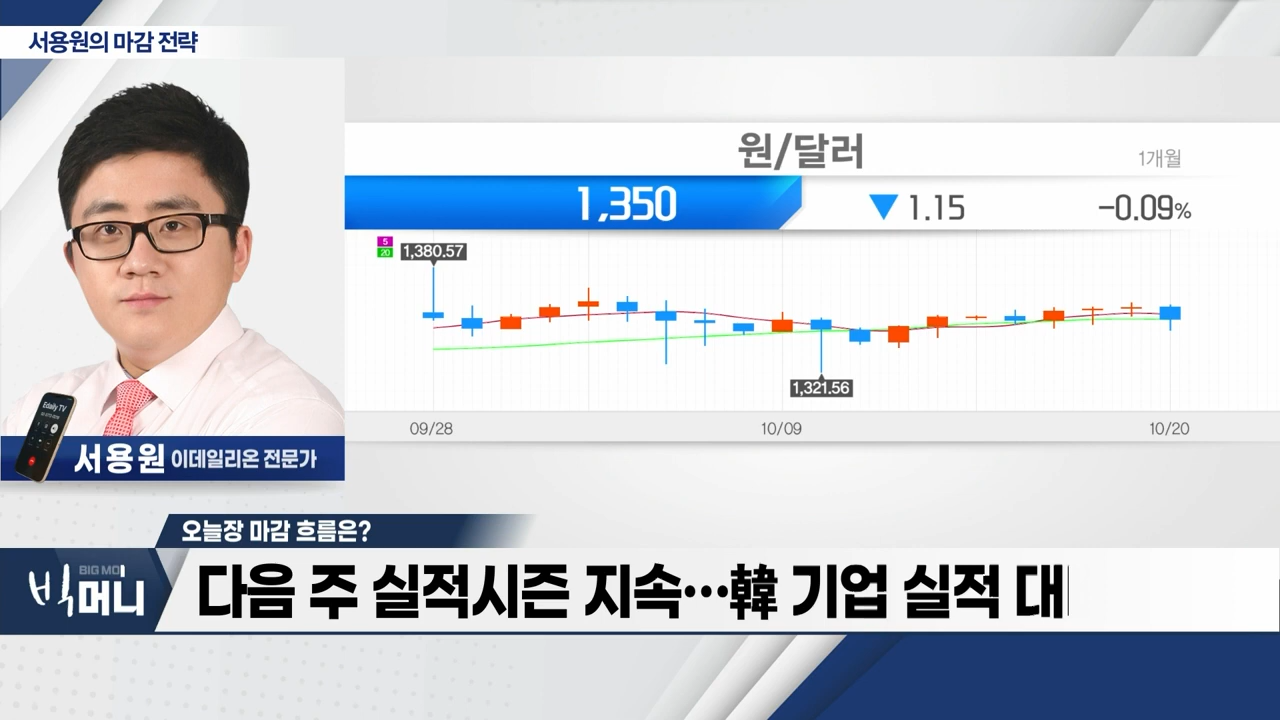 서용원의 마감 전략
원/달러
1개월
1,350 ▼ 1.15 -0.09%
5
20
1,380.57
1,321.56
09/28 10/09 10/20
Edaily TV
서용원 이데일리온 전문가
오늘장 마감 흐름은?
BIG MO
빅머니
다음 주 실적시즌 지속…韓 기업 실적 대